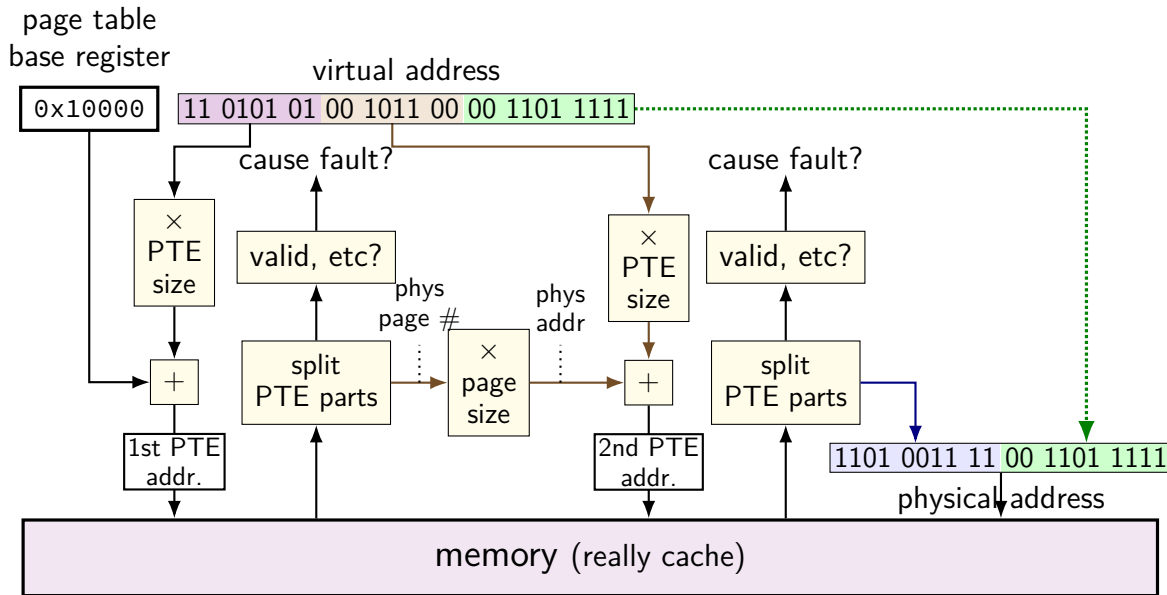 page table
base register
0x10000
virtual address
11 0101 01 00 1011 00 00 1101 1111
cause fault?
cause fault?
×
PTE
size
valid, etc?
×
PTE
size
valid, etc?
phys
page #
phys
addr
split
PTE parts
×
page
size
split
PTE parts
+
+
1st PTE
addr.
2nd PTE
addr.
1101 0011 11 00 1101 1111
physical address
memory (really cache)